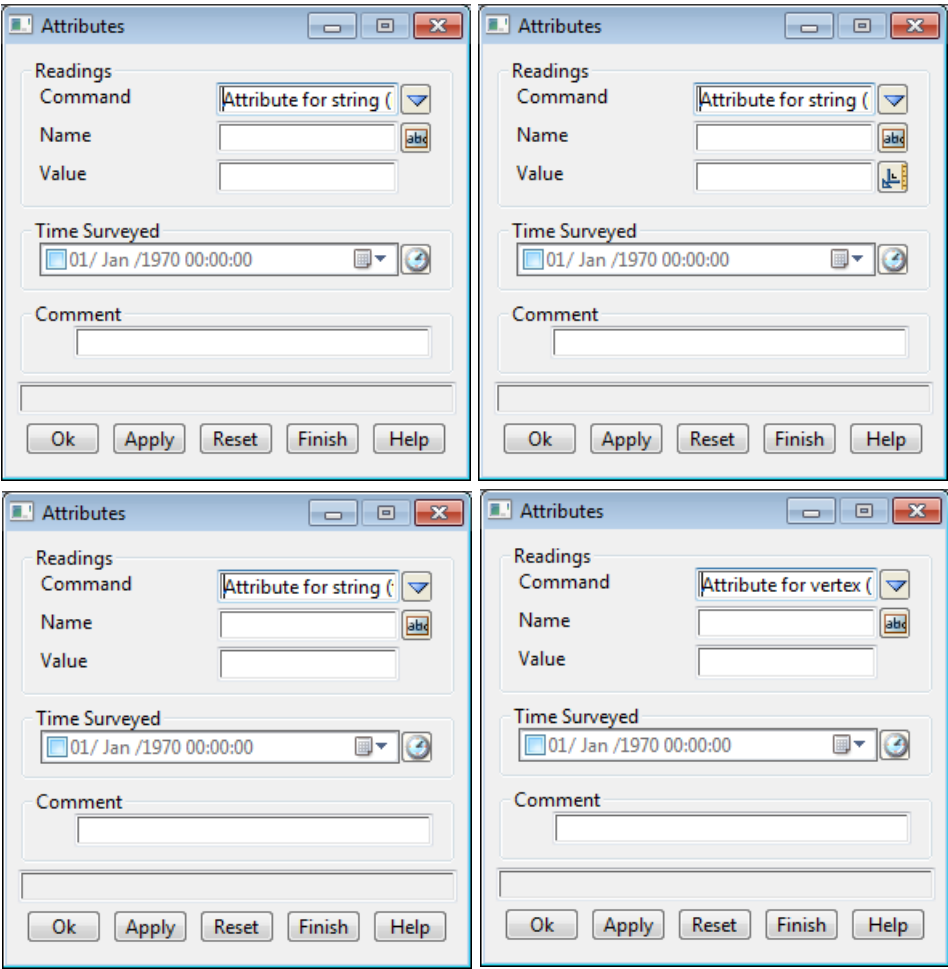 Attributes
Readings
Command Attribute for string (
Name abc
Value
Time Surveyed
01/ Jan /1970 00:00:00
Comment
Ok Apply Reset Finish Help
Attributes
Readings
Command Attribute for string (
Name abc
Value
Time Surveyed
01/ Jan /1970 00:00:00
Comment
Ok Apply Reset Finish Help
Attributes
Readings
Command Attribute for string (
Name abc
Value
Time Surveyed
01/ Jan /1970 00:00:00
Comment
Ok Apply Reset Finish Help
Attributes
Readings
Command Attribute for vertex (
Name abc
Value
Time Surveyed
01/ Jan /1970 00:00:00
Comment
Ok Apply Reset Finish Help